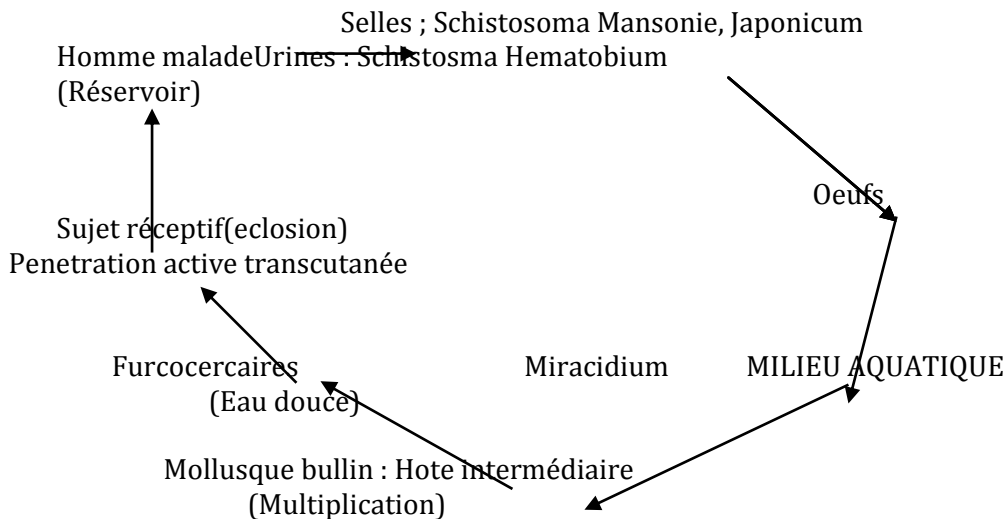 Selles ; Schistosoma Mansonie, Japonicum
Homme maladeUrines : Schistosma Hematobium
(Réservoir)
Oeufs
Sujet réceptif(eclosion)
Penetration active transcutanée
Furcocercaires Miracidium MILIEU AQUATIQUE
(Eau douce)
Mollusque bullin : Hote intermédiaire
(Multiplication)